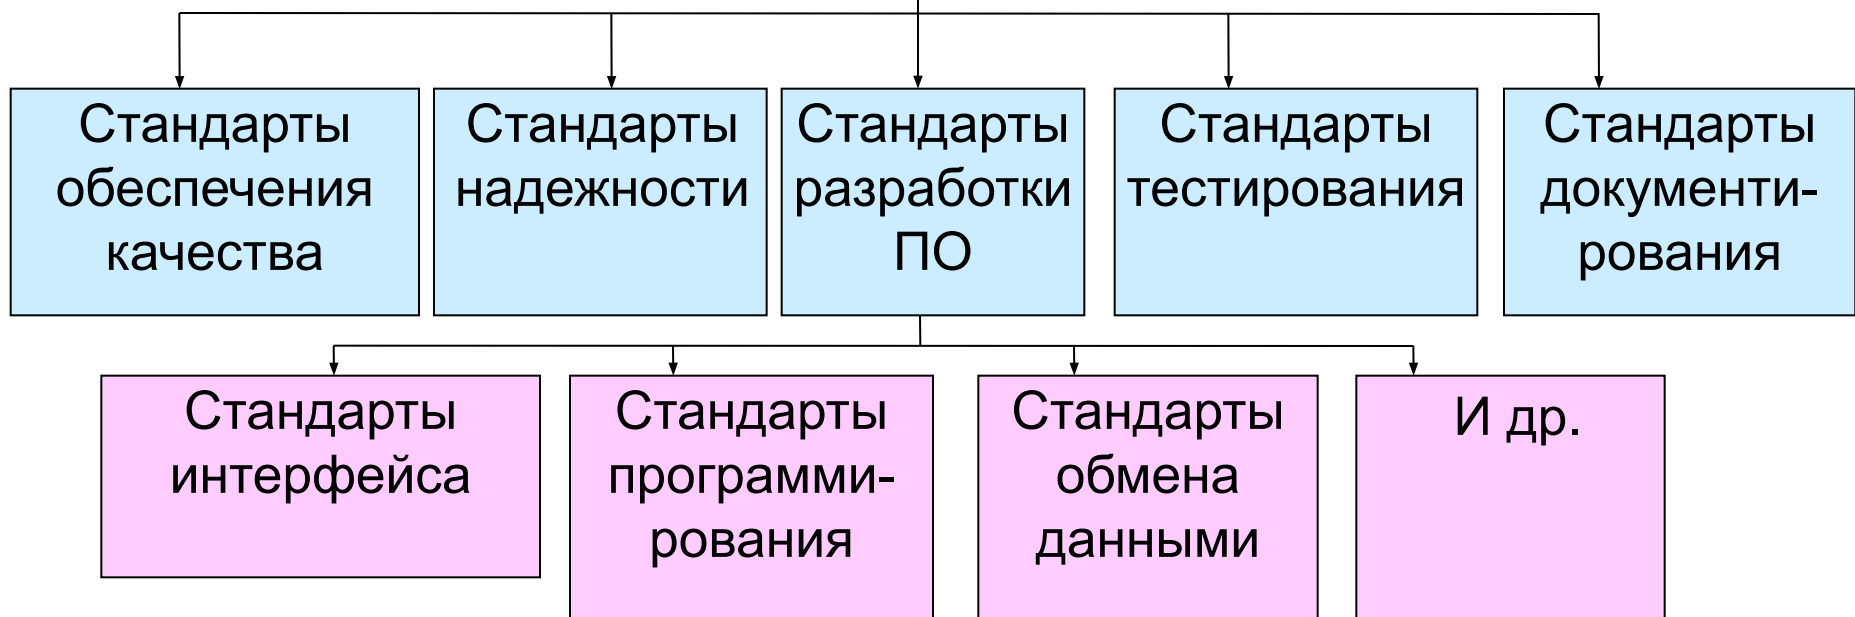 Стандарты
обеспечения
качества
Стандарты
надежности
Стандарты
разработки
ПО
Стандарты
тестирования
Стандарты
документи-
рования
Стандарты
интерфейса
Стандарты
программи-
рования
Стандарты
обмена
данными
И др.